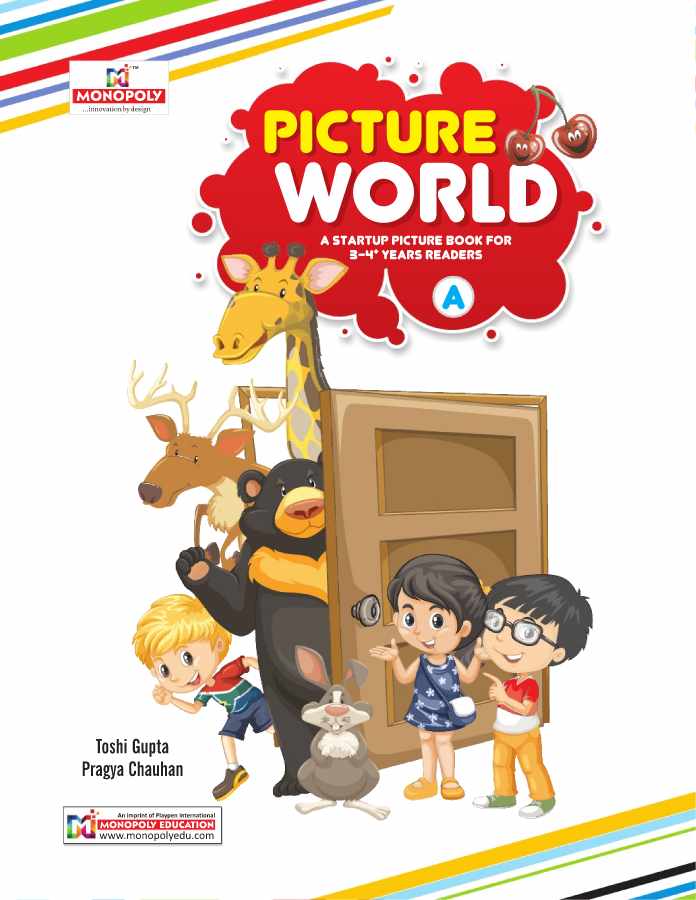 M™
MONOPOLY
...innovation by design
PICTURE
WORLD
A STARTUP PICTURE BOOK FOR
3-4+ YEARS READERS
A
Toshi Gupta
Pragya Chauhan
An imprint of Playpen International
MONOPOLY EDUCATION
www.monopolyedu.com